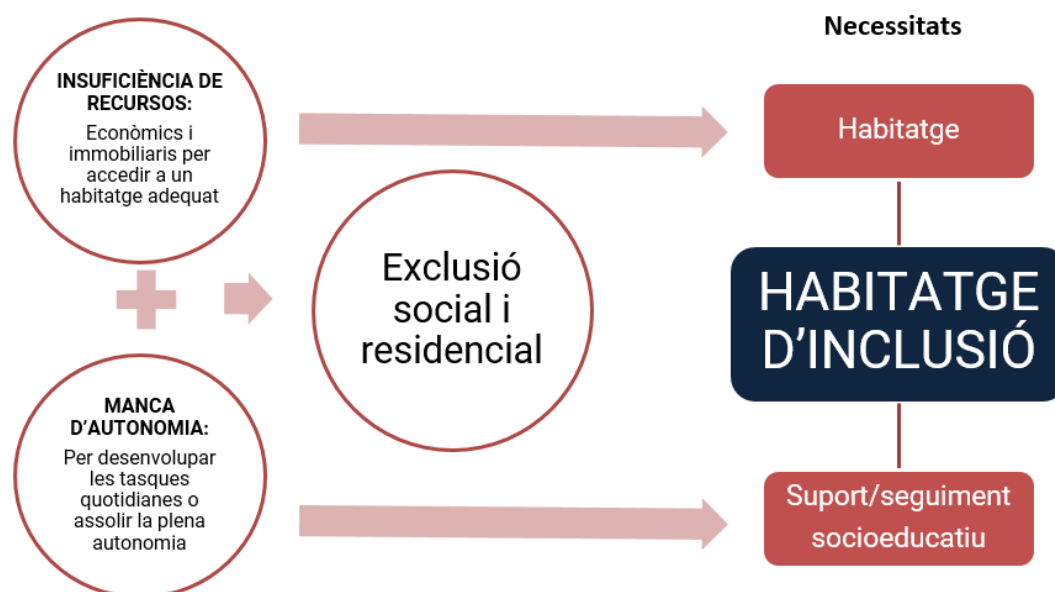 Necessitats
INSUFICIÈNCIA DE
RECURSOS:
Econòmics i
immobiliaris per
accedir a un
habitatge adequat
Habitatge
Exclusió
social i
residencial
HABITATGE
D’INCLUSIÓ
MANCA
D’AUTONOMIA:
Per desenvolupar
les tasques
quotidianes o
assolir la plena
autonomia
Suport/seguiment
socioeducatiu